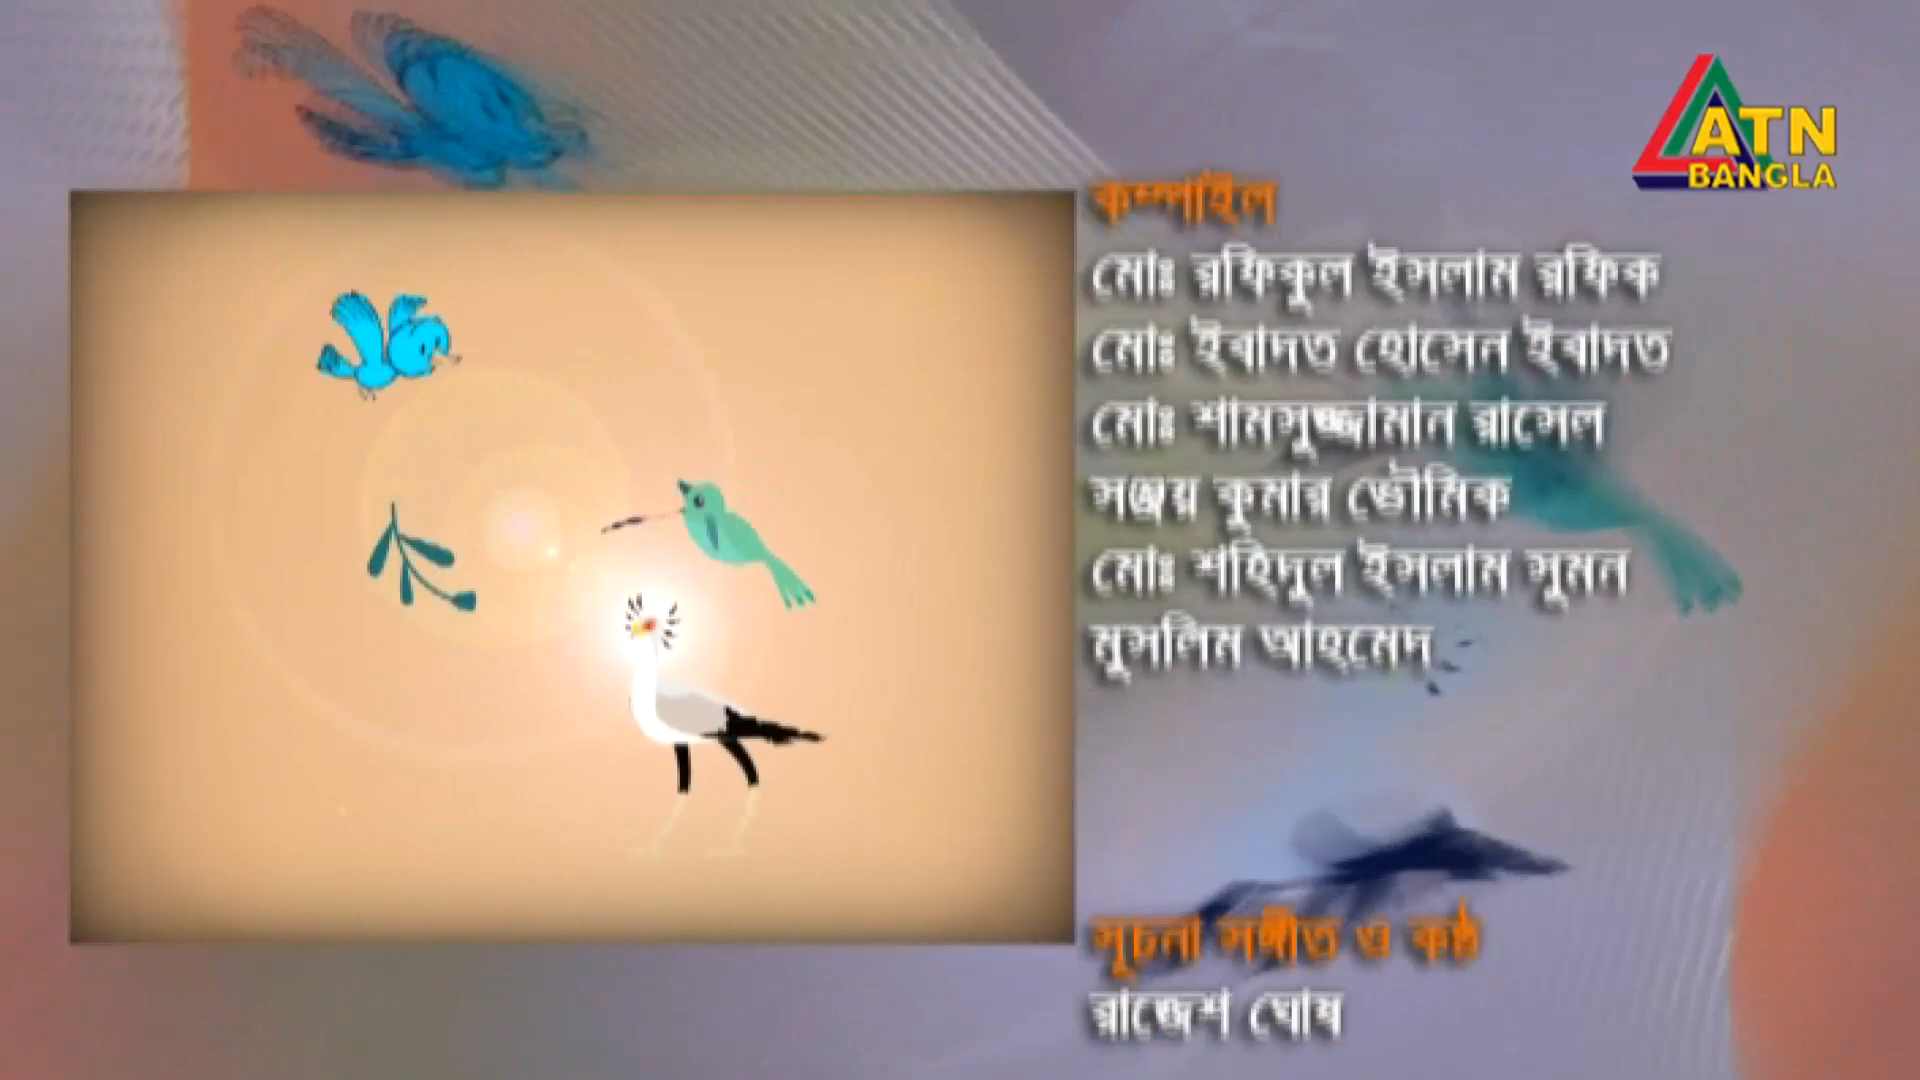 ATN
BANGLA
কম্পাইল
মোঃ রফিকুল ইসলাম রফিক
মোঃ ইবাদত হোসেন ইবাদত
মোঃ শামসুজ্জামান রাসেল
সঞ্জয় কুমার ভৌমিক
মোঃ শহিদুল ইসলাম সুমন
মুসলিম আহমেদ
সূচনা সঙ্গীত ও কণ্ঠ
রাজেশ ঘোষ